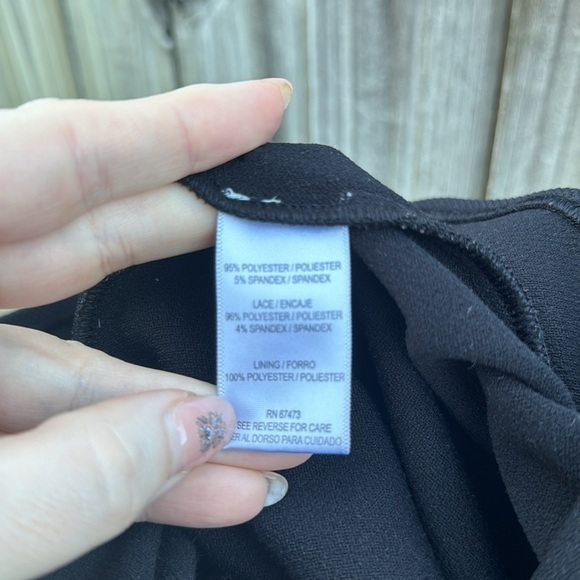 95% POLYESTER / POLIESTER
5% SPANDEX / SPANDEX
LACE / ENCAJE
96% POLYESTER / POLIESTER
4% SPANDEX / SPANDEX
LINING / FORRO
100% POLYESTER / POLIESTER
RN 67473
SEE REVERSE FOR CARE
AL DORSO PARA CUIDADO